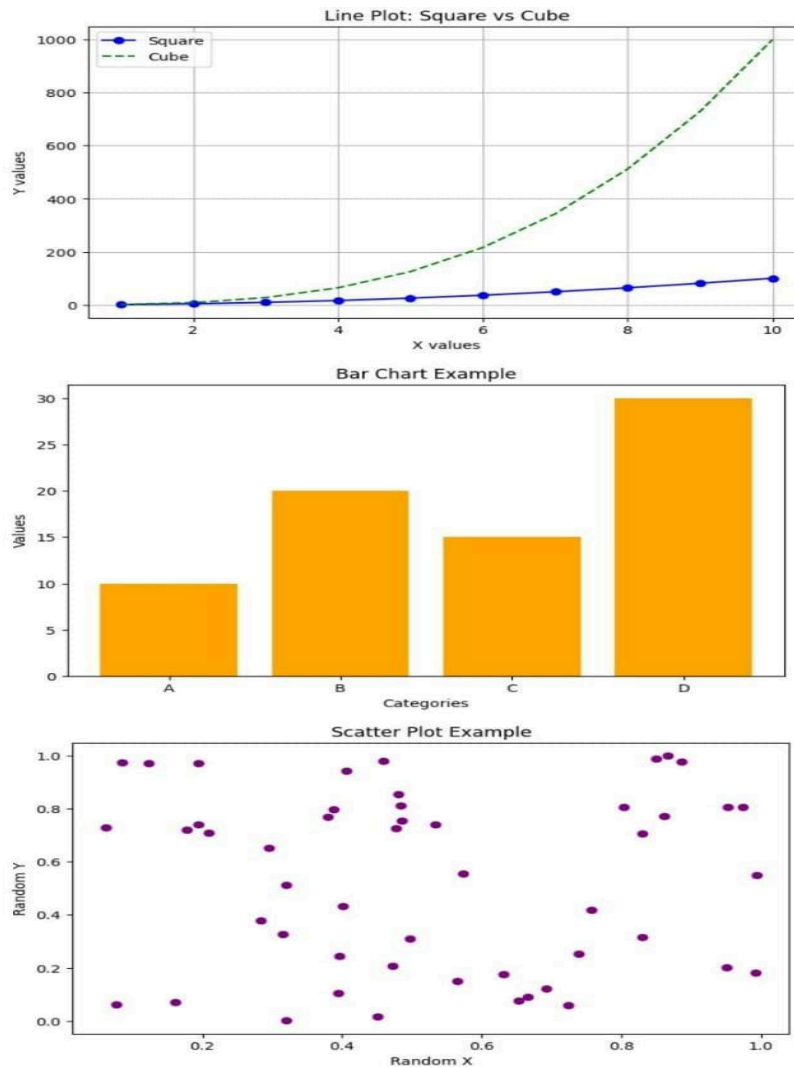 Line Plot: Square vs Cube
1000
Square
Cube
800
600
400
200
0
Y values
2
4
6
8
10
X values
Bar Chart Example
30
25
20
15
10
5
0
Values
A
B
C
D
Categories
Scatter Plot Example
1.0
0.8
0.6
0.4
0.2
0.0
Random Y
0.2
0.4
0.6
0.8
1.0
Random X